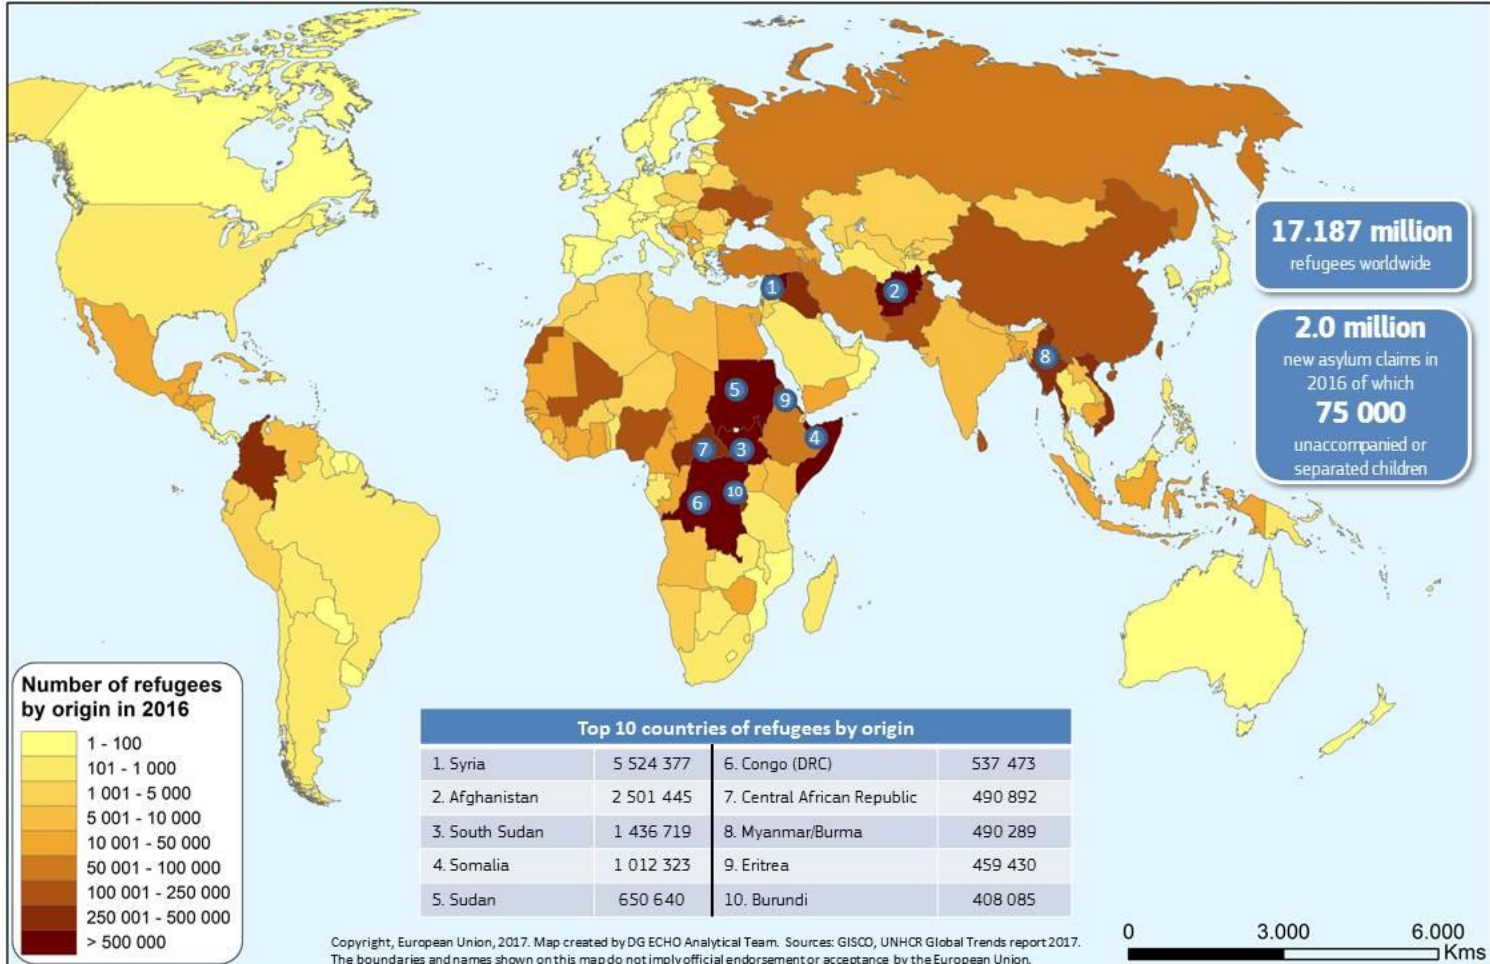 1
2
8
5
9
4
7
3
10
6
17.187 million
refugees worldwide
2.0 million
new asylum claims in
2016 of which
75 000
unaccompanied or
separated children
Number of refugees
by origin in 2016
1 - 100
101 - 1 000
1 001 - 5 000
5 001 - 10 000
10 001 - 50 000
50 001 - 100 000
100 001 - 250 000
250 001 - 500 000
> 500 000
Top 10 countries of refugees by origin
1. Syria 5 524 377 6. Congo (DRC) 537 473
2. Afghanistan 2 501 445 7. Central African Republic 490 892
3. South Sudan 1 436 719 8. Myanmar/Burma 490 289
4. Somalia 1 012 323 9. Eritrea 459 430
5. Sudan 650 640 10. Burundi 408 085
Copyright, European Union, 2017. Map created by DG ECHO Analytical Team. Sources: GISCO, UNHCR Global Trends report 2017.
The boundaries and names shown on this map do not imply official endorsement or acceptance by the European Union.
0 3.000 6.000
Kms